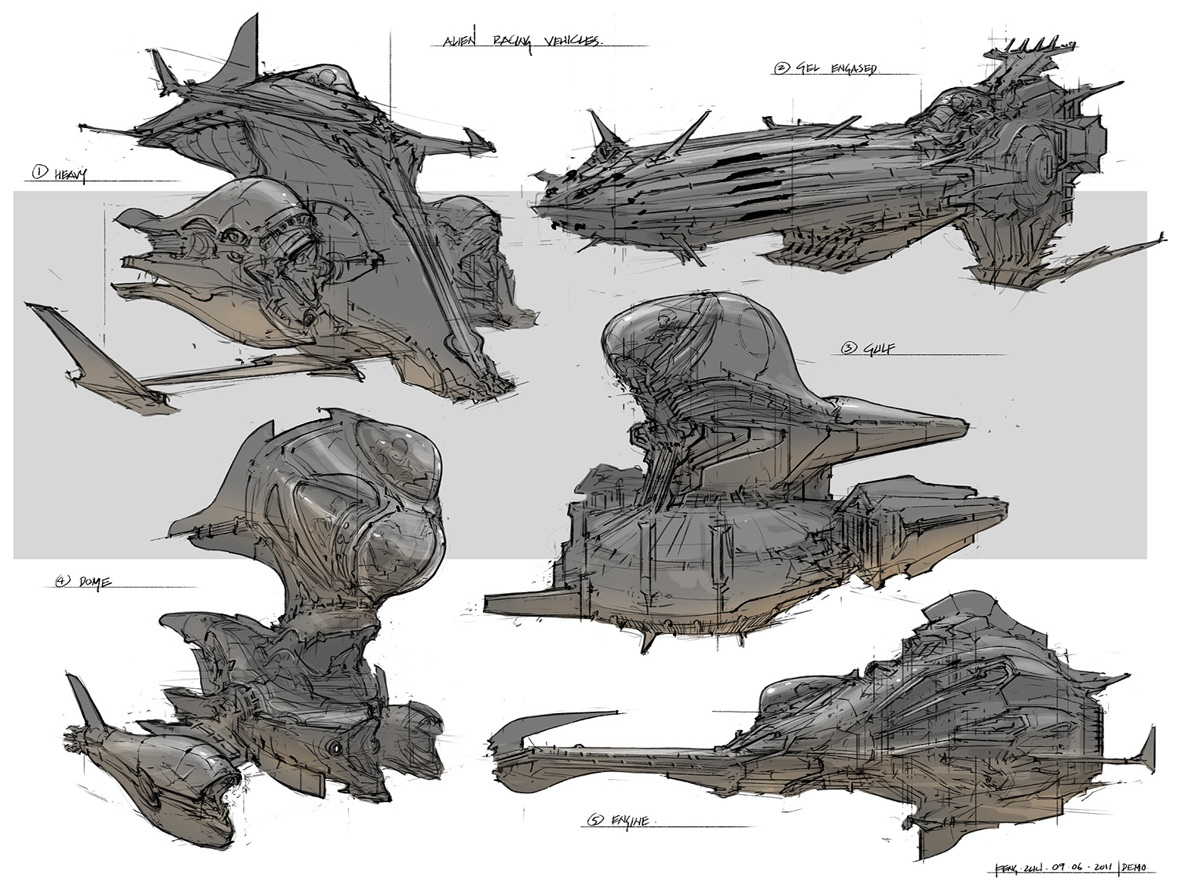 ALIEN RACING VEHICLES.
② GEL ENGASED.
① HEAVY
③ GULF
④ DOME
⑤ ENGINE.
FENG ZHU. 09·06·2011 | DEMO.